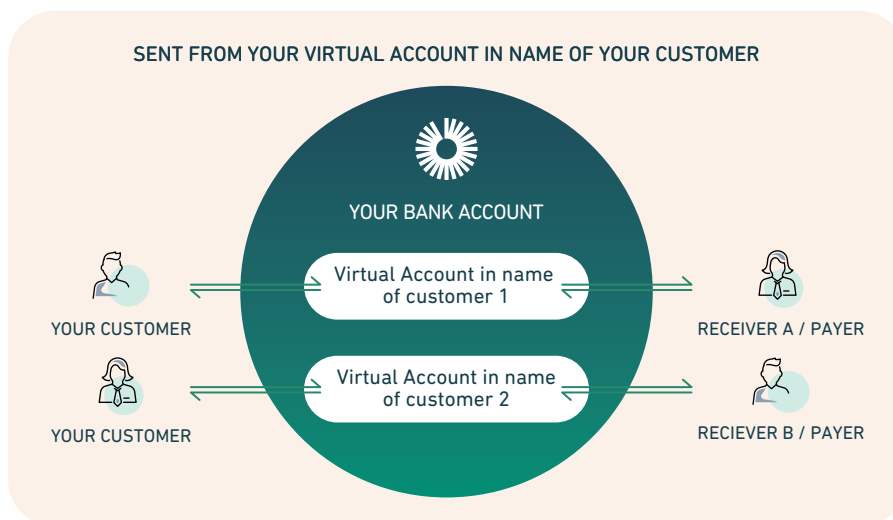 SENT FROM YOUR VIRTUAL ACCOUNT IN NAME OF YOUR CUSTOMER
YOUR BANK ACCOUNT
Virtual Account in name
of customer 1
YOUR CUSTOMER
RECEIVER A / PAYER
Virtual Account in name
of customer 2
YOUR CUSTOMER
RECIEVER B / PAYER